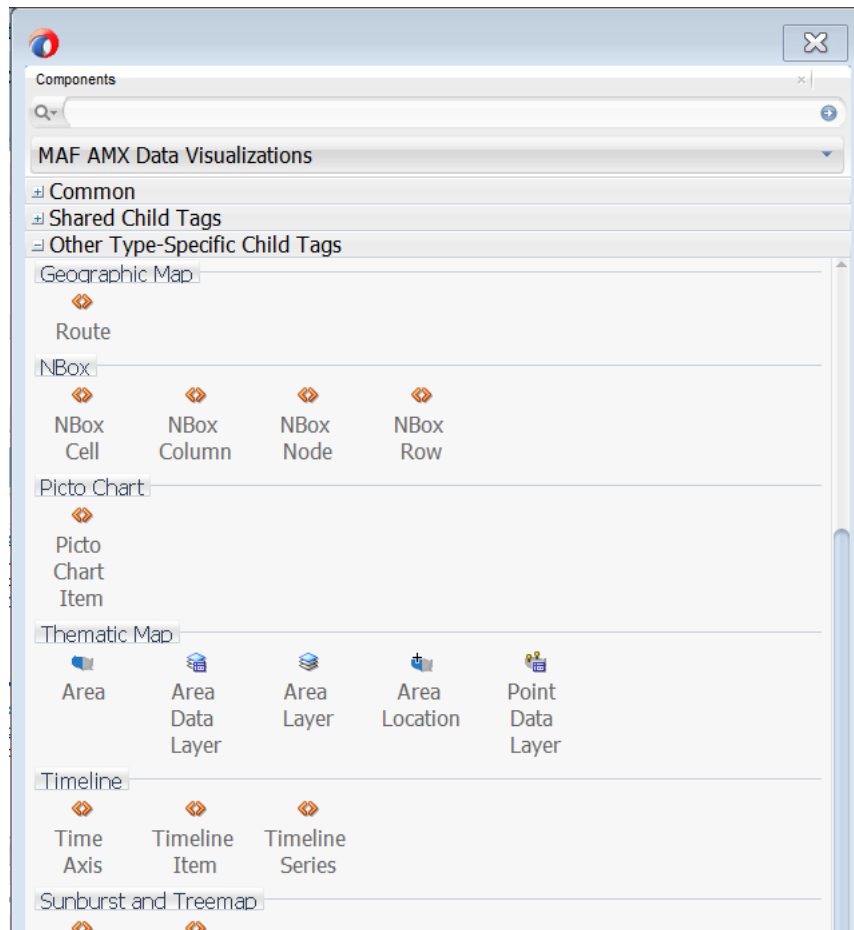 Components
MAF AMX Data Visualizations
Common
Shared Child Tags
Other Type-Specific Child Tags
Geographic Map
Route
NBox
NBox NBox NBox NBox
Cell Column Node Row
Picto Chart
Picto
Chart
Item
Thematic Map
Area Area Area Area Point
Data Layer Location Data
Layer Layer
Timeline
Time Timeline Timeline
Axis Item Series
Sunburst and Treemap